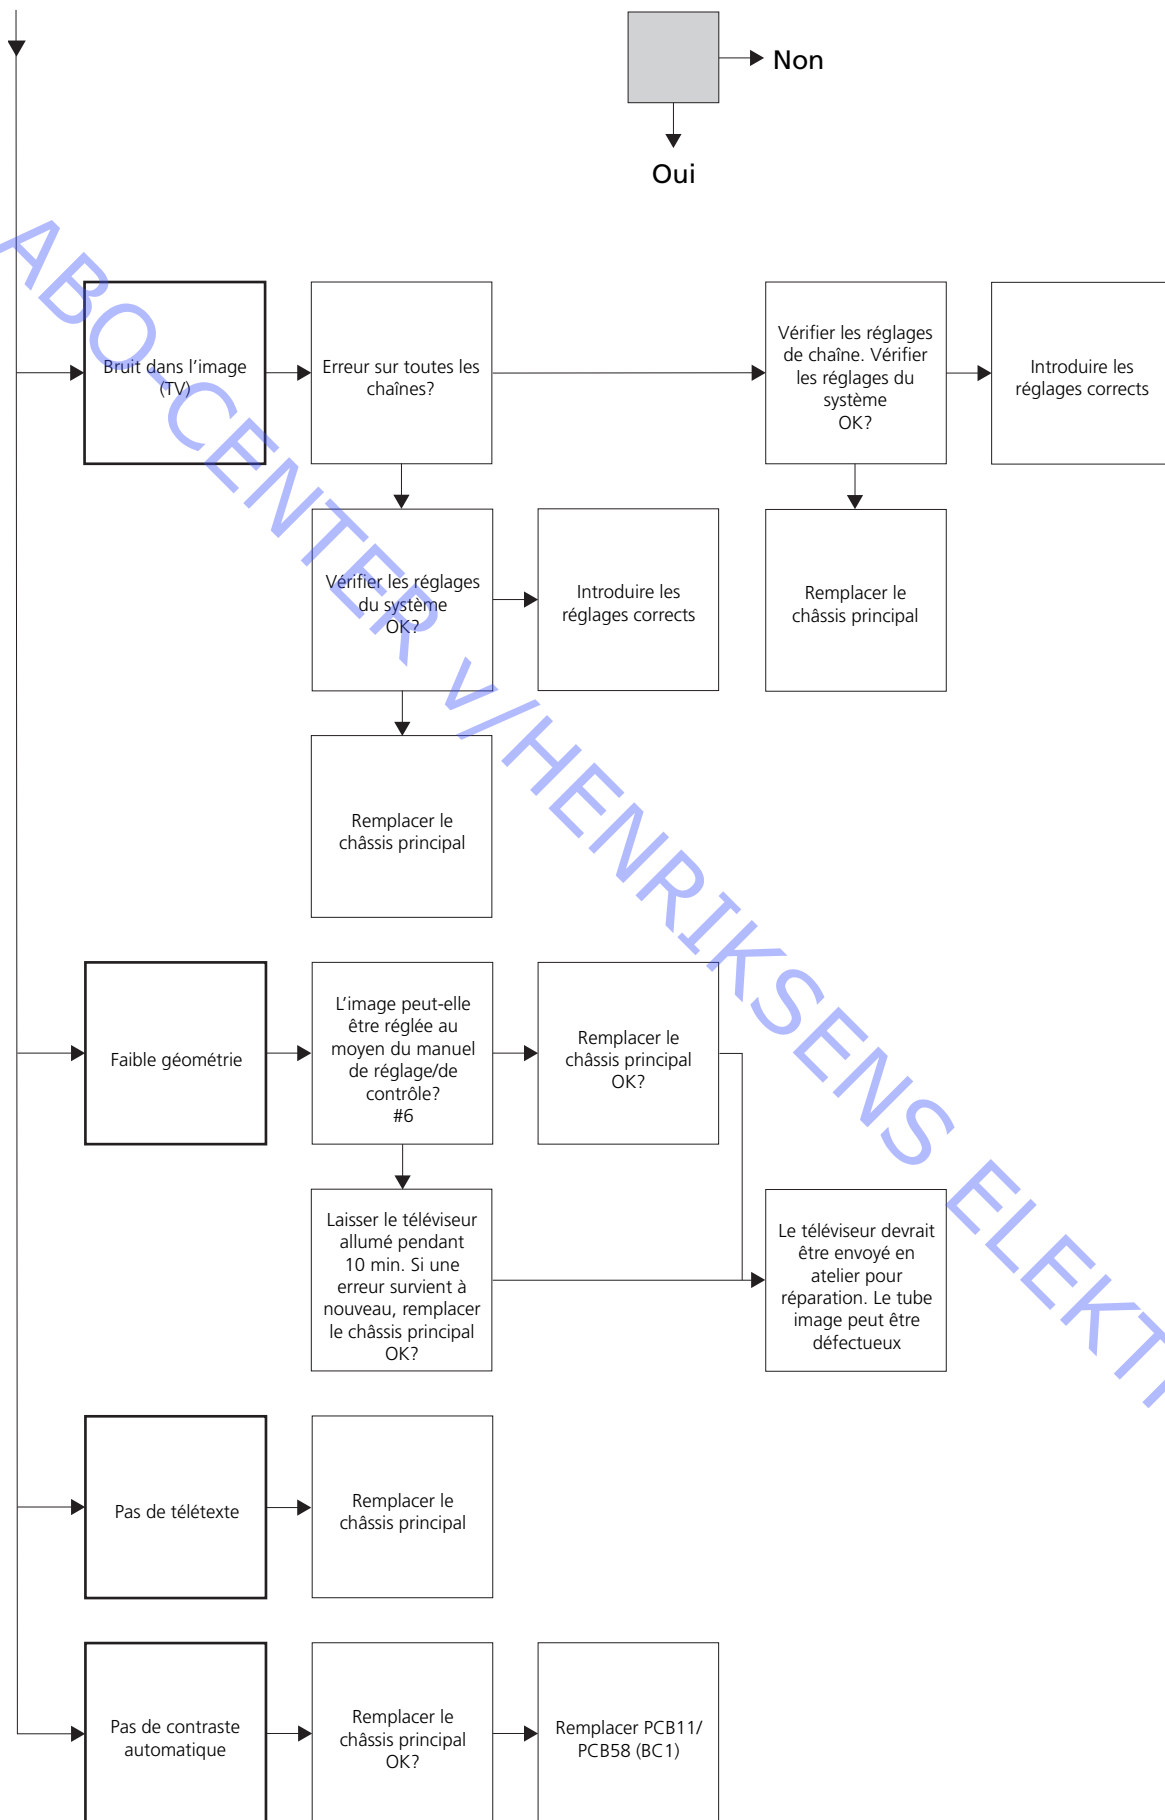 Non
Oui
Bruit dans l'image
(TV)
Erreur sur toutes les
chaînes?
Vérifier les réglages
de chaîne. Vérifier
les réglages du
système
OK?
Introduire les
réglages corrects
Vérifier les réglages
du système
OK?
Introduire les
réglages corrects
Remplacer le
châssis principal
Remplacer le
châssis principal
Faible géométrie
L'image peut-elle
être réglée au
moyen du manuel
de réglage/de
contrôle?
#6
Remplacer le
châssis principal
OK?
Laisser le téléviseur
allumé pendant
10 min. Si une
erreur survient à
nouveau, remplacer
le châssis principal
OK?
Le téléviseur devrait
être envoyé en
atelier pour
réparation. Le tube
image peut être
défectueux
Pas de télétexte
Remplacer le
châssis principal
Pas de contraste
automatique
Remplacer le
châssis principal
OK?
Remplacer PCB11/
PCB58 (BC1)
ABO-CENTER v/HENRIKSENS